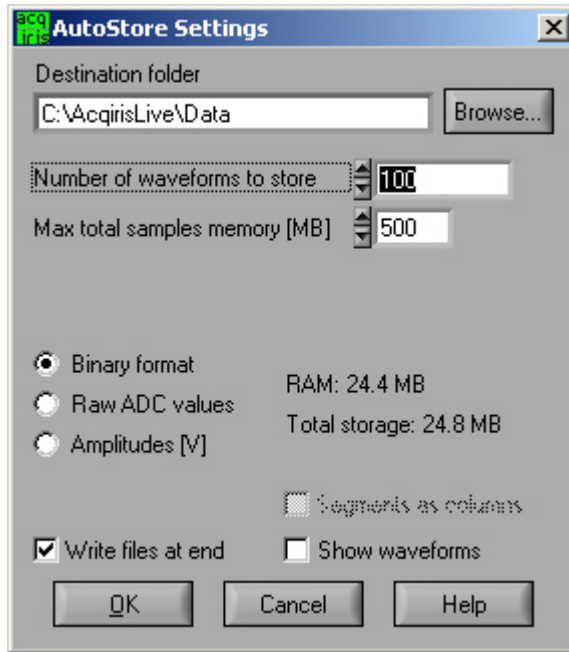 acq
iris
AutoStore Settings
Destination folder
C:\AcqirisLive\Data
Browse...
Number of waveforms to store
100
Max total samples memory [MB]
500
Binary format
Raw ADC values
Amplitudes [V]
RAM: 24.4 MB
Total storage: 24.8 MB
Segments as columns
Write files at end
Show waveforms
OK
Cancel
Help